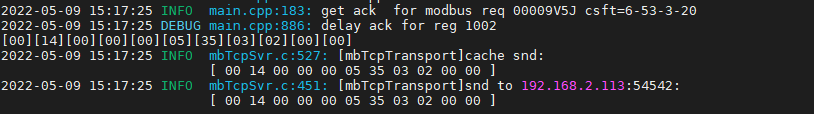 2022-05-09 15:17:25 INFO  main.cpp:183: get ack  for modbus req 00009V5J csft=6-53-3-20
2022-05-09 15:17:25 DEBUG main.cpp:886: delay ack for reg 1002
[00][14][00][00][00][05][35][03][02][00][00]
2022-05-09 15:17:25 INFO  mbTcpSvr.c:527: [mbTcpTransport]cache snd:
[ 00 14 00 00 00 05 35 03 02 00 00 ]
2022-05-09 15:17:25 INFO  mbTcpSvr.c:451: [mbTcpTransport]snd to 192.168.2.113:54542:
[ 00 14 00 00 00 05 35 03 02 00 00 ]